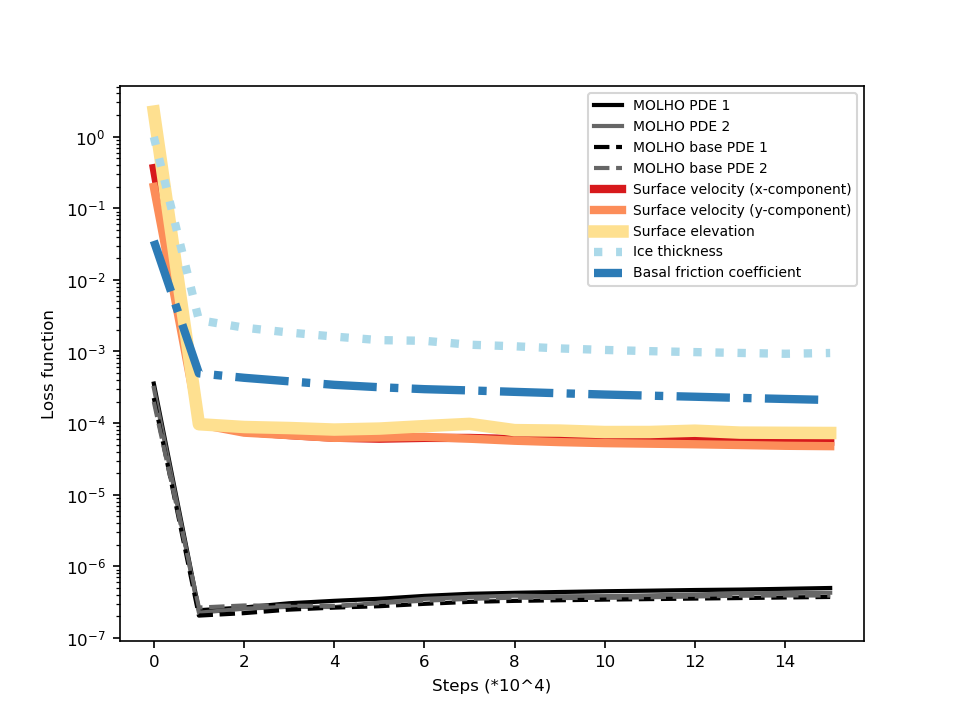 MOLHO PDE 1
MOLHO PDE 2
MOLHO base PDE 1
MOLHO base PDE 2
Surface velocity (x-component)
Surface velocity (y-component)
Surface elevation
Ice thickness
Basal friction coefficient
Loss function
10⁰
10⁻¹
10⁻²
10⁻³
10⁻⁴
10⁻⁵
10⁻⁶
10⁻⁷
0 2 4 6 8 10 12 14
Steps (*10^4)